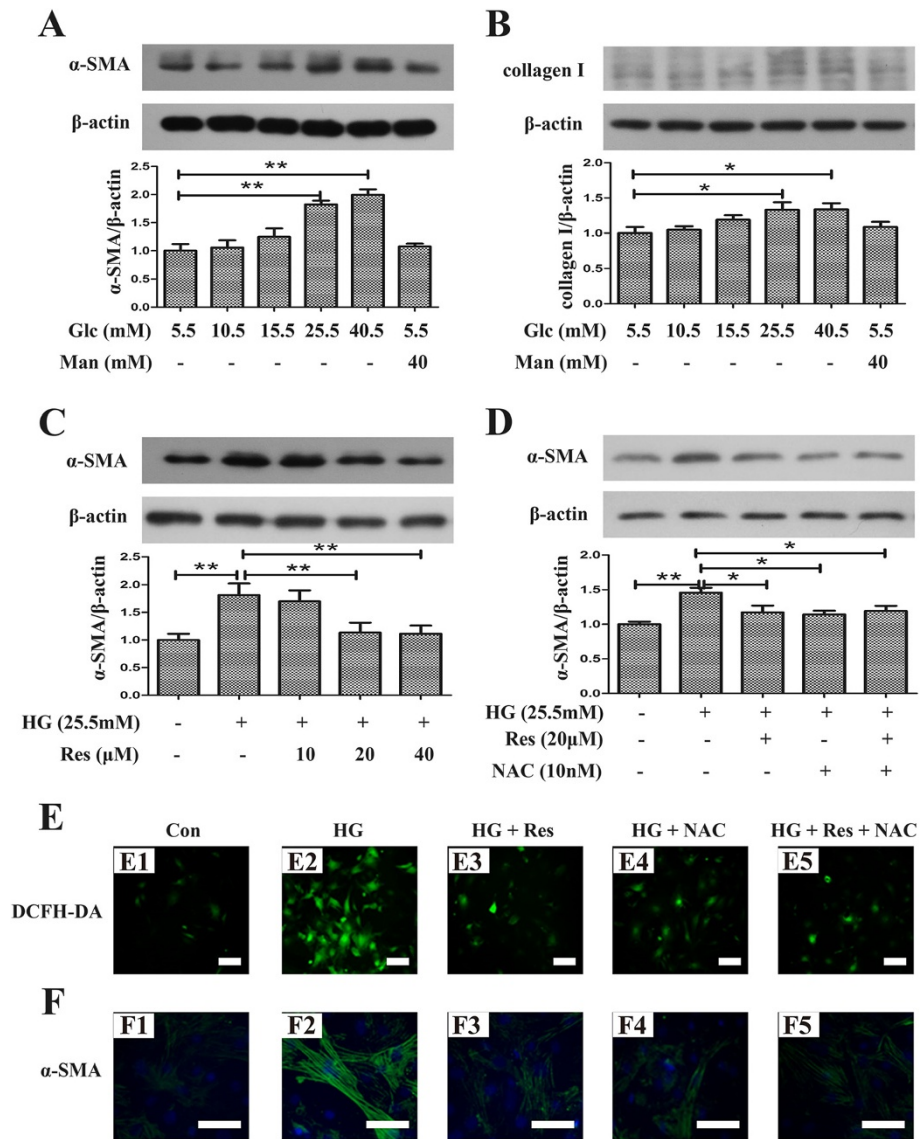 A
α-SMA
β-actin
**
**
α-SMA/β-actin
2.5
2.0
1.5
1.0
0.5
0.0
Glc (mM) 5.5 10.5 15.5 25.5 40.5 5.5
Man (mM) - - - - - 40
B
collagen I
β-actin
*
*
collagen I/β-actin
2.0
1.5
1.0
0.5
0.0
Glc (mM) 5.5 10.5 15.5 25.5 40.5 5.5
Man (mM) - - - - - 40
C
α-SMA
β-actin
**
** **
α-SMA/β-actin
2.5
2.0
1.5
1.0
0.5
0.0
HG (25.5mM) - + + + +
Res (μM) - - 10 20 40
D
α-SMA
β-actin
*
*
** *
α-SMA/β-actin
2.0
1.5
1.0
0.5
0.0
HG (25.5mM) - + + + +
Res (20μM) - - + - +
NAC (10nM) - - - + +
E
Con HG HG + Res HG + NAC HG + Res + NAC
E1 E2 E3 E4 E5
DCFH-DA
F
F1 F2 F3 F4 F5
α-SMA